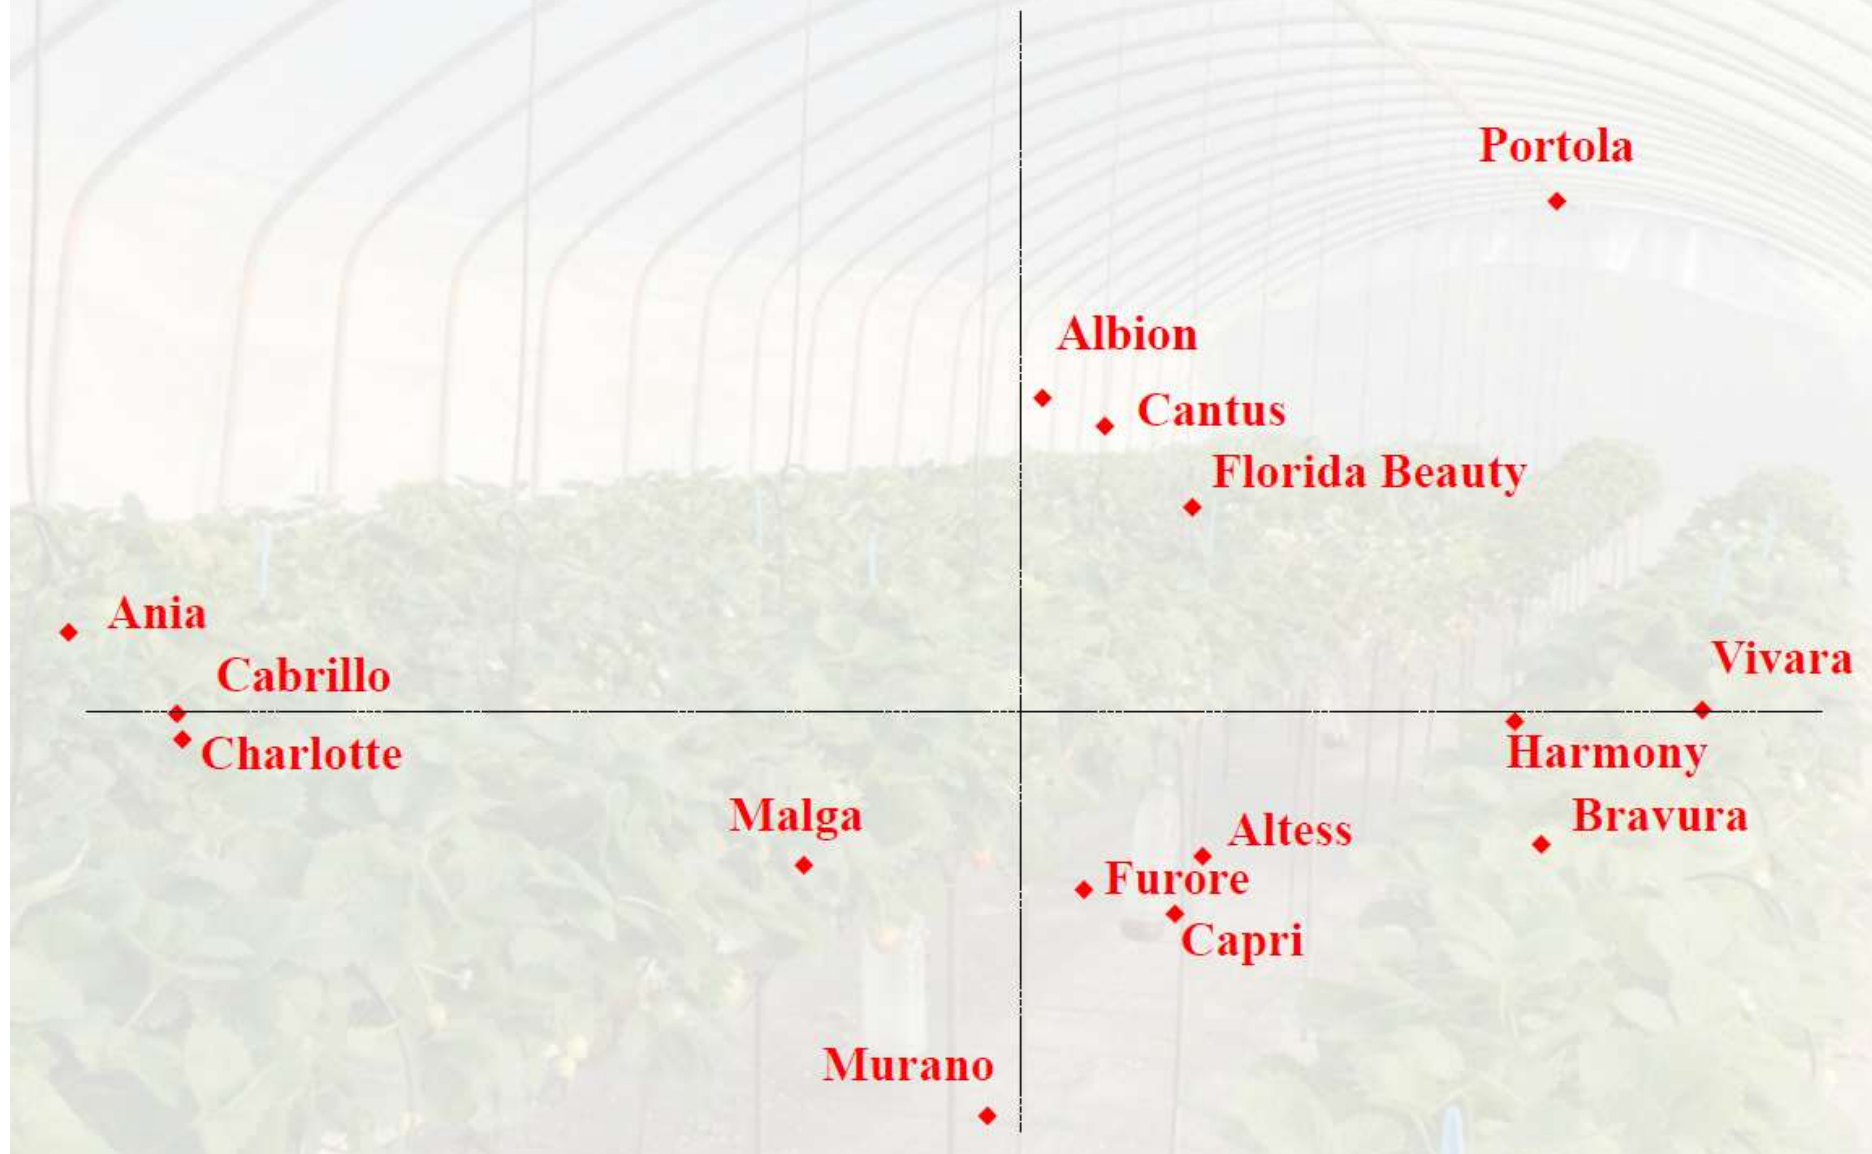 Portola
Albion
Cantus
Florida Beauty
Ania
Cabrillo
Vivara
Charlotte
Harmony
Malga
Bravura
Altess
Furore
Capri
Murano